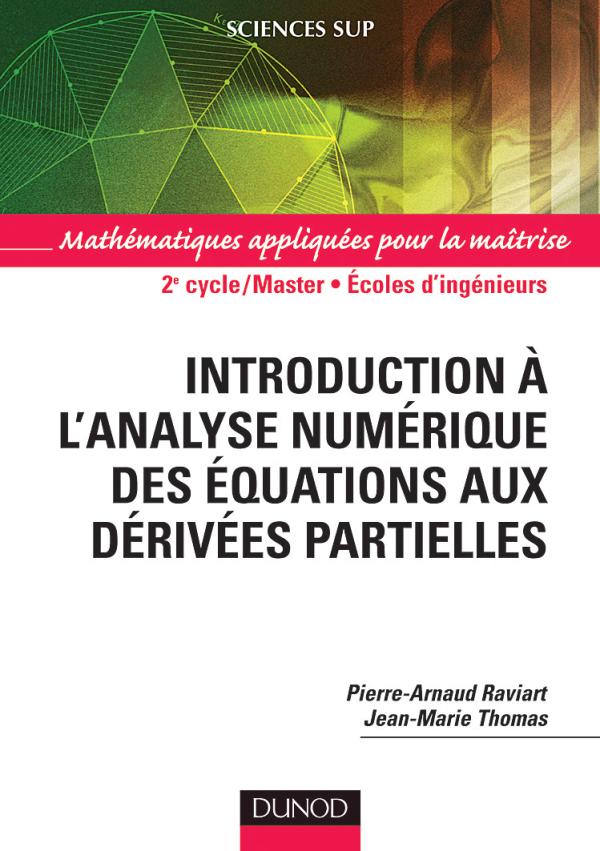 SCIENCES SUP
Mathématiques appliquées pour la maîtrise
2e cycle/Master • Écoles d'ingénieurs
INTRODUCTION À
L'ANALYSE NUMÉRIQUE
DES ÉQUATIONS AUX
DÉRIVÉES PARTIELLES
Pierre-Arnaud Raviart
Jean-Marie Thomas
DUNOD